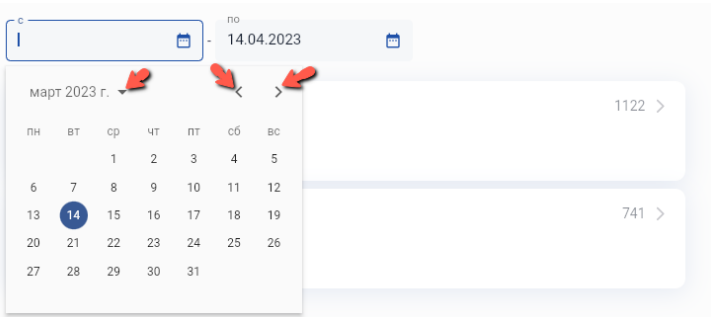 с
по
14.04.2023
март 2023 г.
1122
пн вт ср чт пт сб вс
1 2 3 4 5
6 7 8 9 10 11 12
13 14 15 16 17 18 19
741
20 21 22 23 24 25 26
27 28 29 30 31